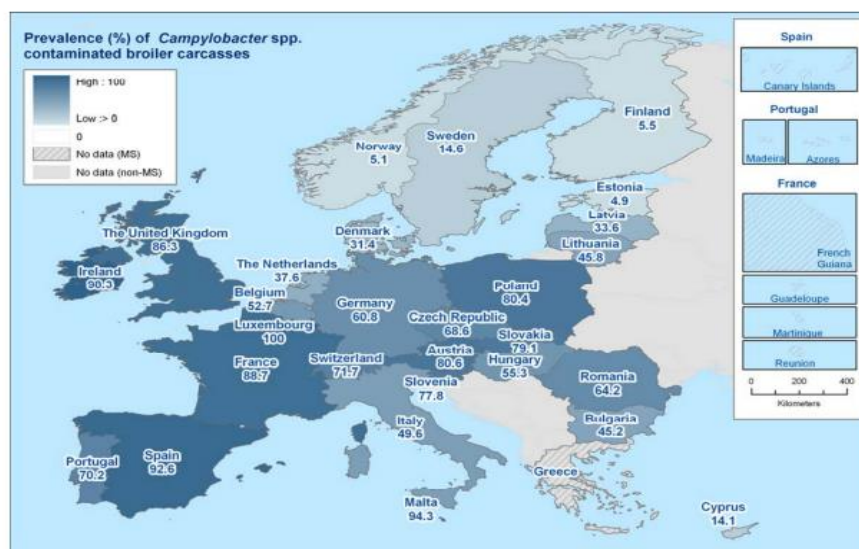 Prevalence (%) of Campylobacter spp.
contaminated broiler carcasses
High : 100
Low :> 0
0
No data (MS)
No data (non-MS)
Norway
5.1
Sweden
14.6
Finland
5.5
Estonia
4.9
Latvia
33.6
Lithuania
45.8
Denmark
31.4
The United Kingdom
86.3
Ireland
90.3
The Netherlands
37.6
Belgium
52.7
Luxembourg
100
Germany
60.8
Poland
80.4
Czech Republic
68.6
Slovakia
79.1
France
88.7
Switzerland
71.7
Austria
80.6
Hungary
55.3
Slovenia
77.8
Romania
64.2
Italy
49.6
Bulgaria
45.2
Portugal
70.2
Spain
92.6
Greece
Malta
94.3
Cyprus
14.1
Spain
Canary Islands
Portugal
Madeira
Azores
France
French
Guiana
Guadeloupe
Martinique
Reunion
0 200 400
Kilometers